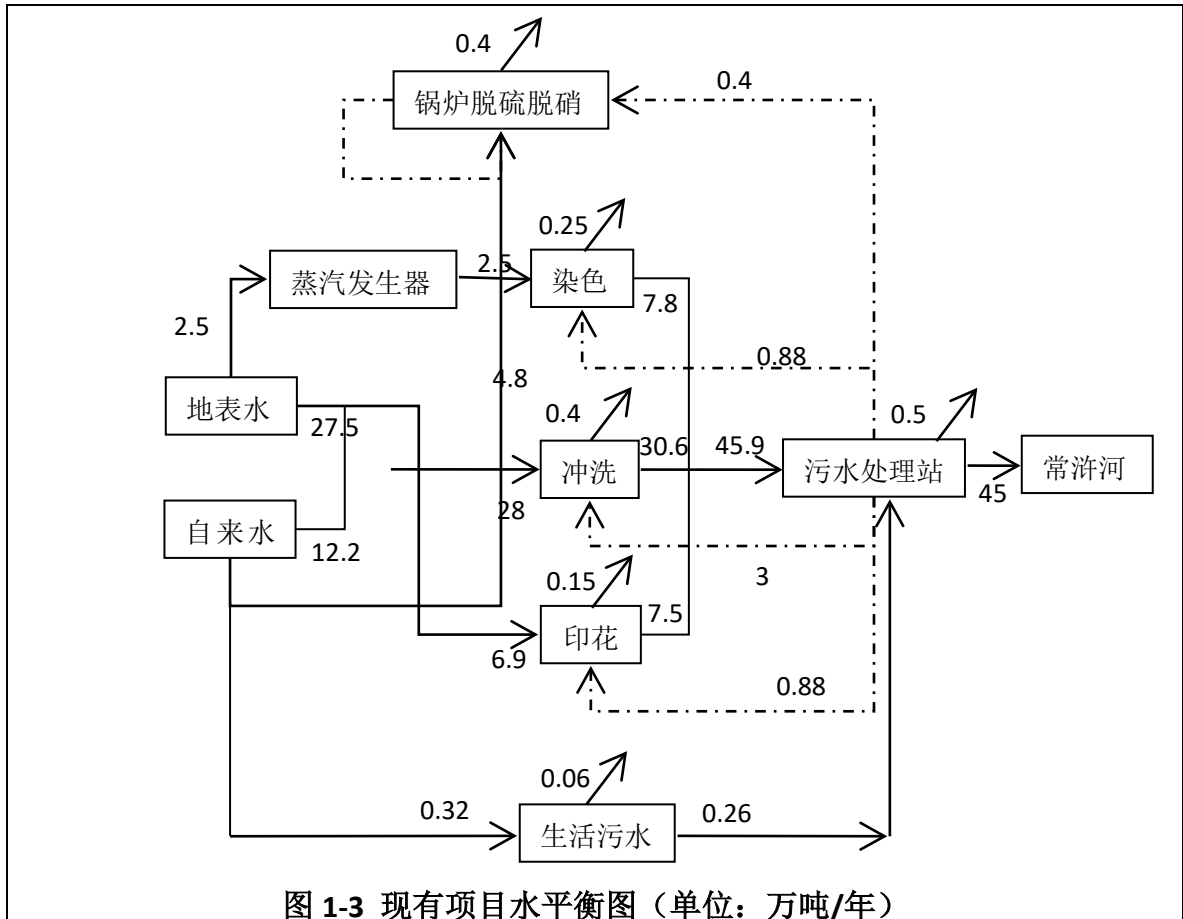 0.4
锅炉脱硫脱硝
0.4
0.25
蒸汽发生器
2.5
染色
7.8
2.5
0.88
4.8
地表水
27.5
0.4
0.5
30.6
45.9
冲洗
污水处理站
常浒河
45
28
自来水
12.2
3
0.15
7.5
印花
6.9
0.88
0.06
0.32
0.26
生活污水
图 1-3 现有项目水平衡图（单位：万吨/年）